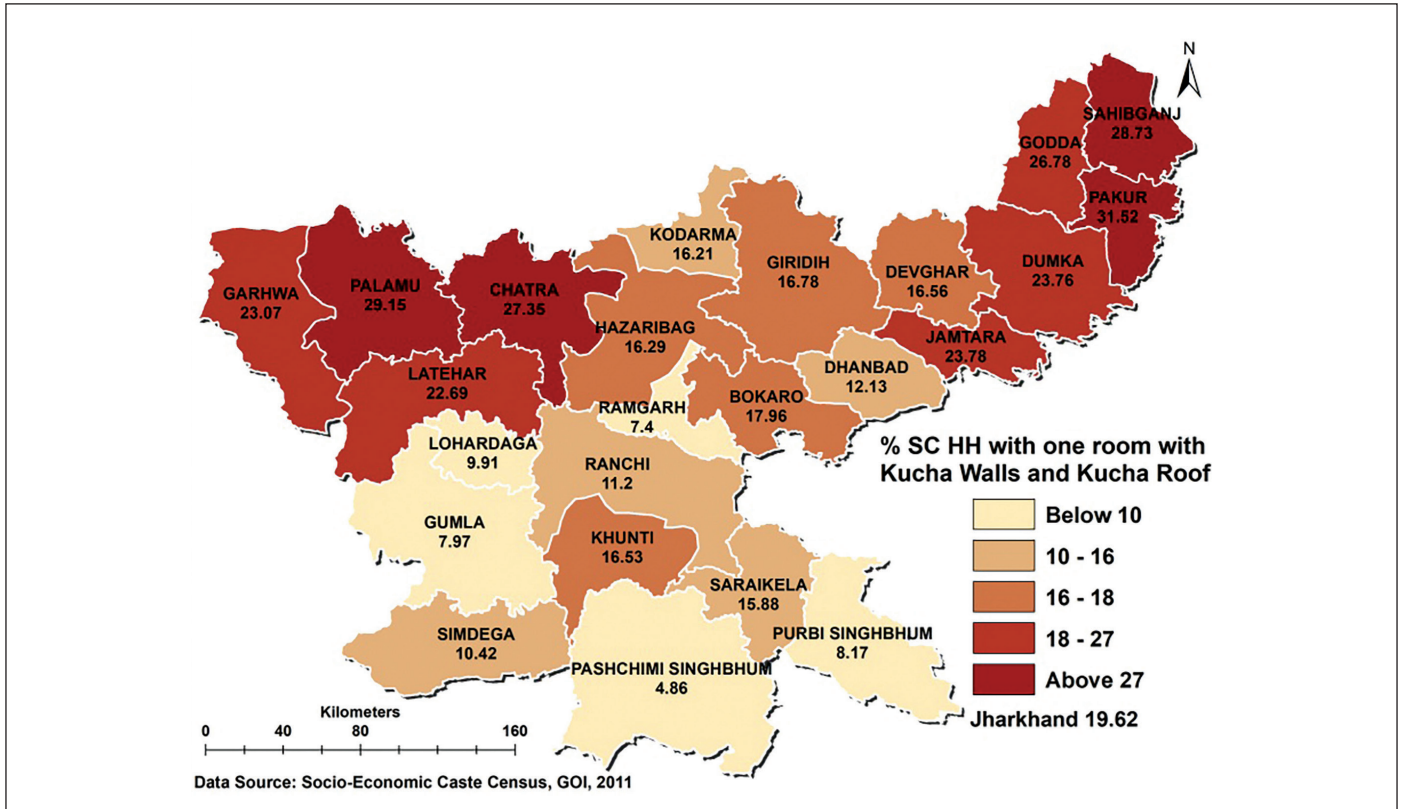 N
SAHIBGANJ
28.73
GODDA
26.78
PAKUR
31.52
KODARMA
16.21
GIRIDIH
16.78
DEVGHAR
16.56
DUMKA
23.76
GARHWA
23.07
PALAMU
29.15
CHATRA
27.35
HAZARIBAG
16.29
JAMTARA
23.78
DHANBAD
12.13
LATEHAR
22.69
BOKARO
17.96
RAMGARH
7.4
LOHARDAGA
9.91
RANCHI
11.2
GUMLA
7.97
KHUNTI
16.53
SARAIKELA
15.88
SIMDEGA
10.42
PURBI SINGHBHUM
8.17
PASHCHIMI SINGHBHUM
4.86
% SC HH with one room with
Kucha Walls and Kucha Roof
Below 10
10 - 16
16 - 18
18 - 27
Above 27
Jharkhand 19.62
Kilometers
0 40 80 160
Data Source: Socio-Economic Caste Census, GOI, 2011